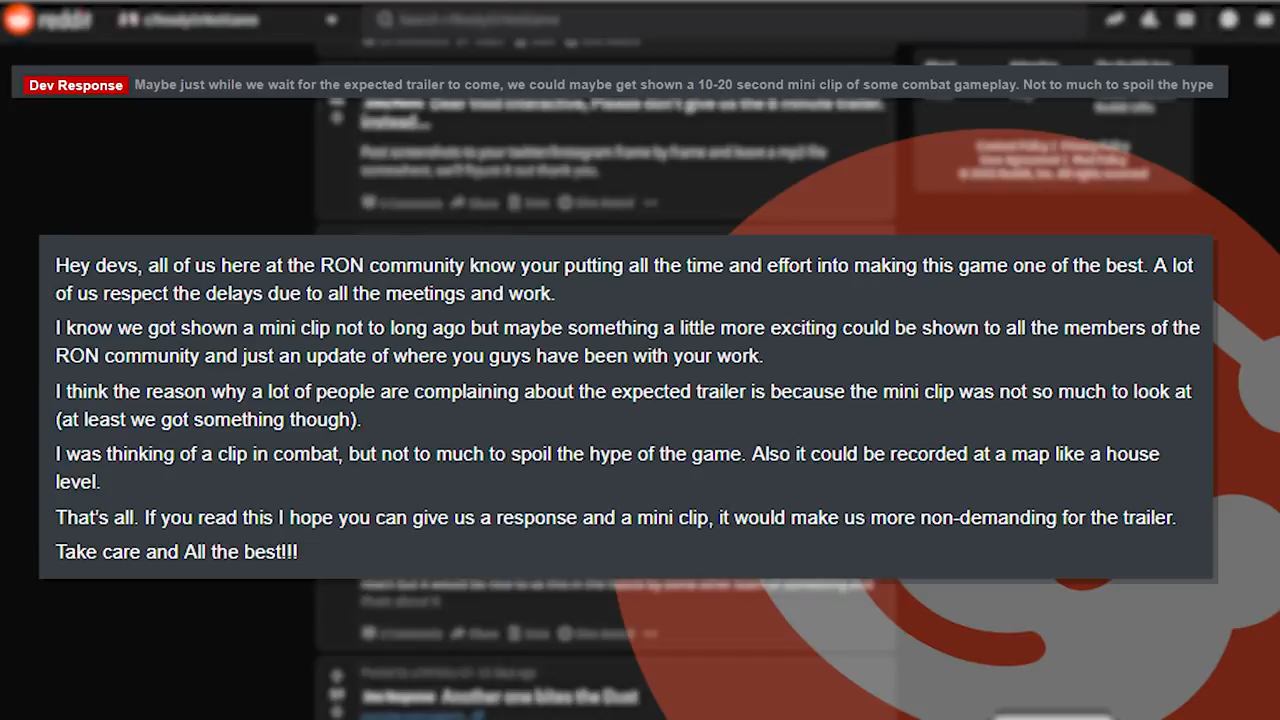 reddit
Dev Response Maybe just while we wait for the expected trailer to come, we could maybe get shown a 10-20 second mini clip of some combat gameplay. Not to much to spoil the hype
Hey devs, all of us here at the RON community know your putting all the time and effort into making this game one of the best. A lot
of us respect the delays due to all the meetings and work.
I know we got shown a mini clip not to long ago but maybe something a little more exciting could be shown to all the members of the
RON community and just an update of where you guys have been with your work.
I think the reason why a lot of people are complaining about the expected trailer is because the mini clip was not so much to look at
(at least we got something though).
I was thinking of a clip in combat, but not to much to spoil the hype of the game. Also it could be recorded at a map like a house
level.
That's all. If you read this I hope you can give us a response and a mini clip, it would make us more non-demanding for the trailer.
Take care and All the best!!!
Another one bites the Dust